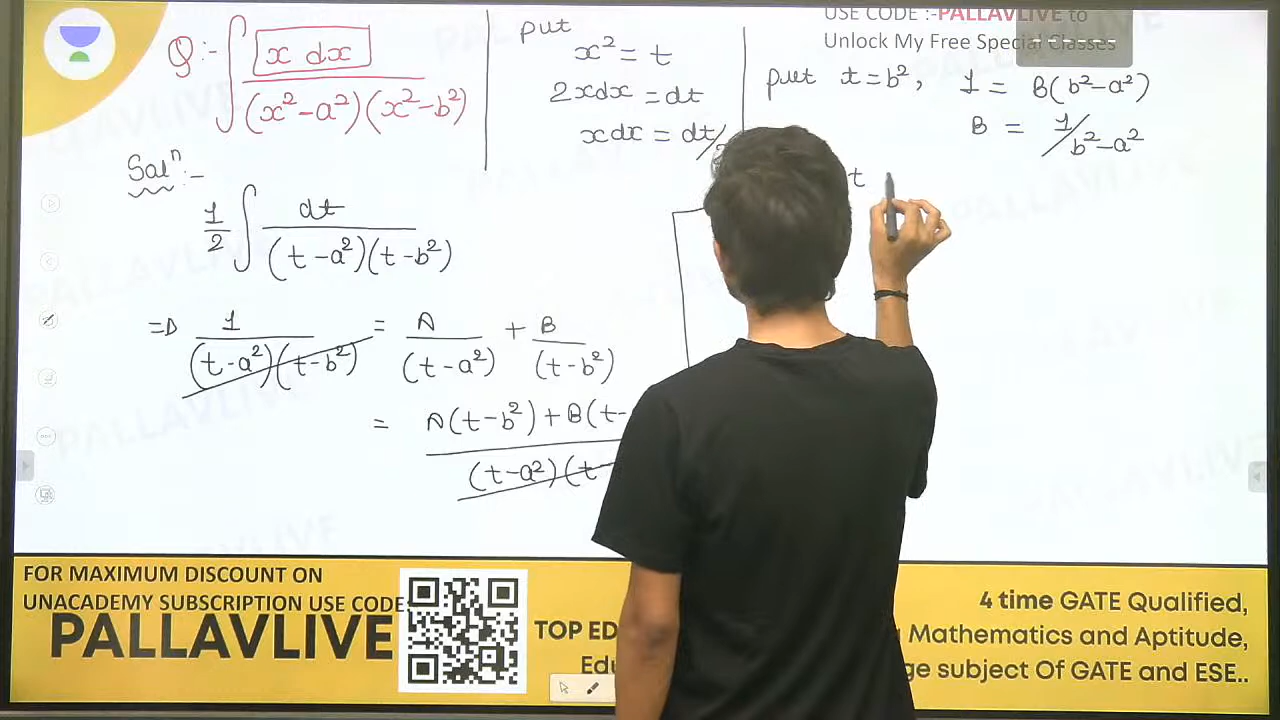 Q:- ∫ x dx / (x²-a²)(x²-b²)
put
x² = t
2xdx = dt
xdx = dt/
USE CODE :-PALLAVLIVE to
Unlock My Free Special Classes
put t = b², 1 = B(b²-a²)
B = 1/b²-a²
t
Salⁿ:-
1/2 ∫ dt / (t-a²)(t-b²)
⇒ 1/(t-a²)(t-b²) = A/(t-a²) + B/(t-b²)
= A(t-b²)+B(t- / (t-a²)(t-
FOR MAXIMUM DISCOUNT ON
UNACADEMY SUBSCRIPTION USE CODE:
PALLAVLIVE
TOP ED
Edu
4 time GATE Qualified,
Mathematics and Aptitude,
ge subject Of GATE and ESE..